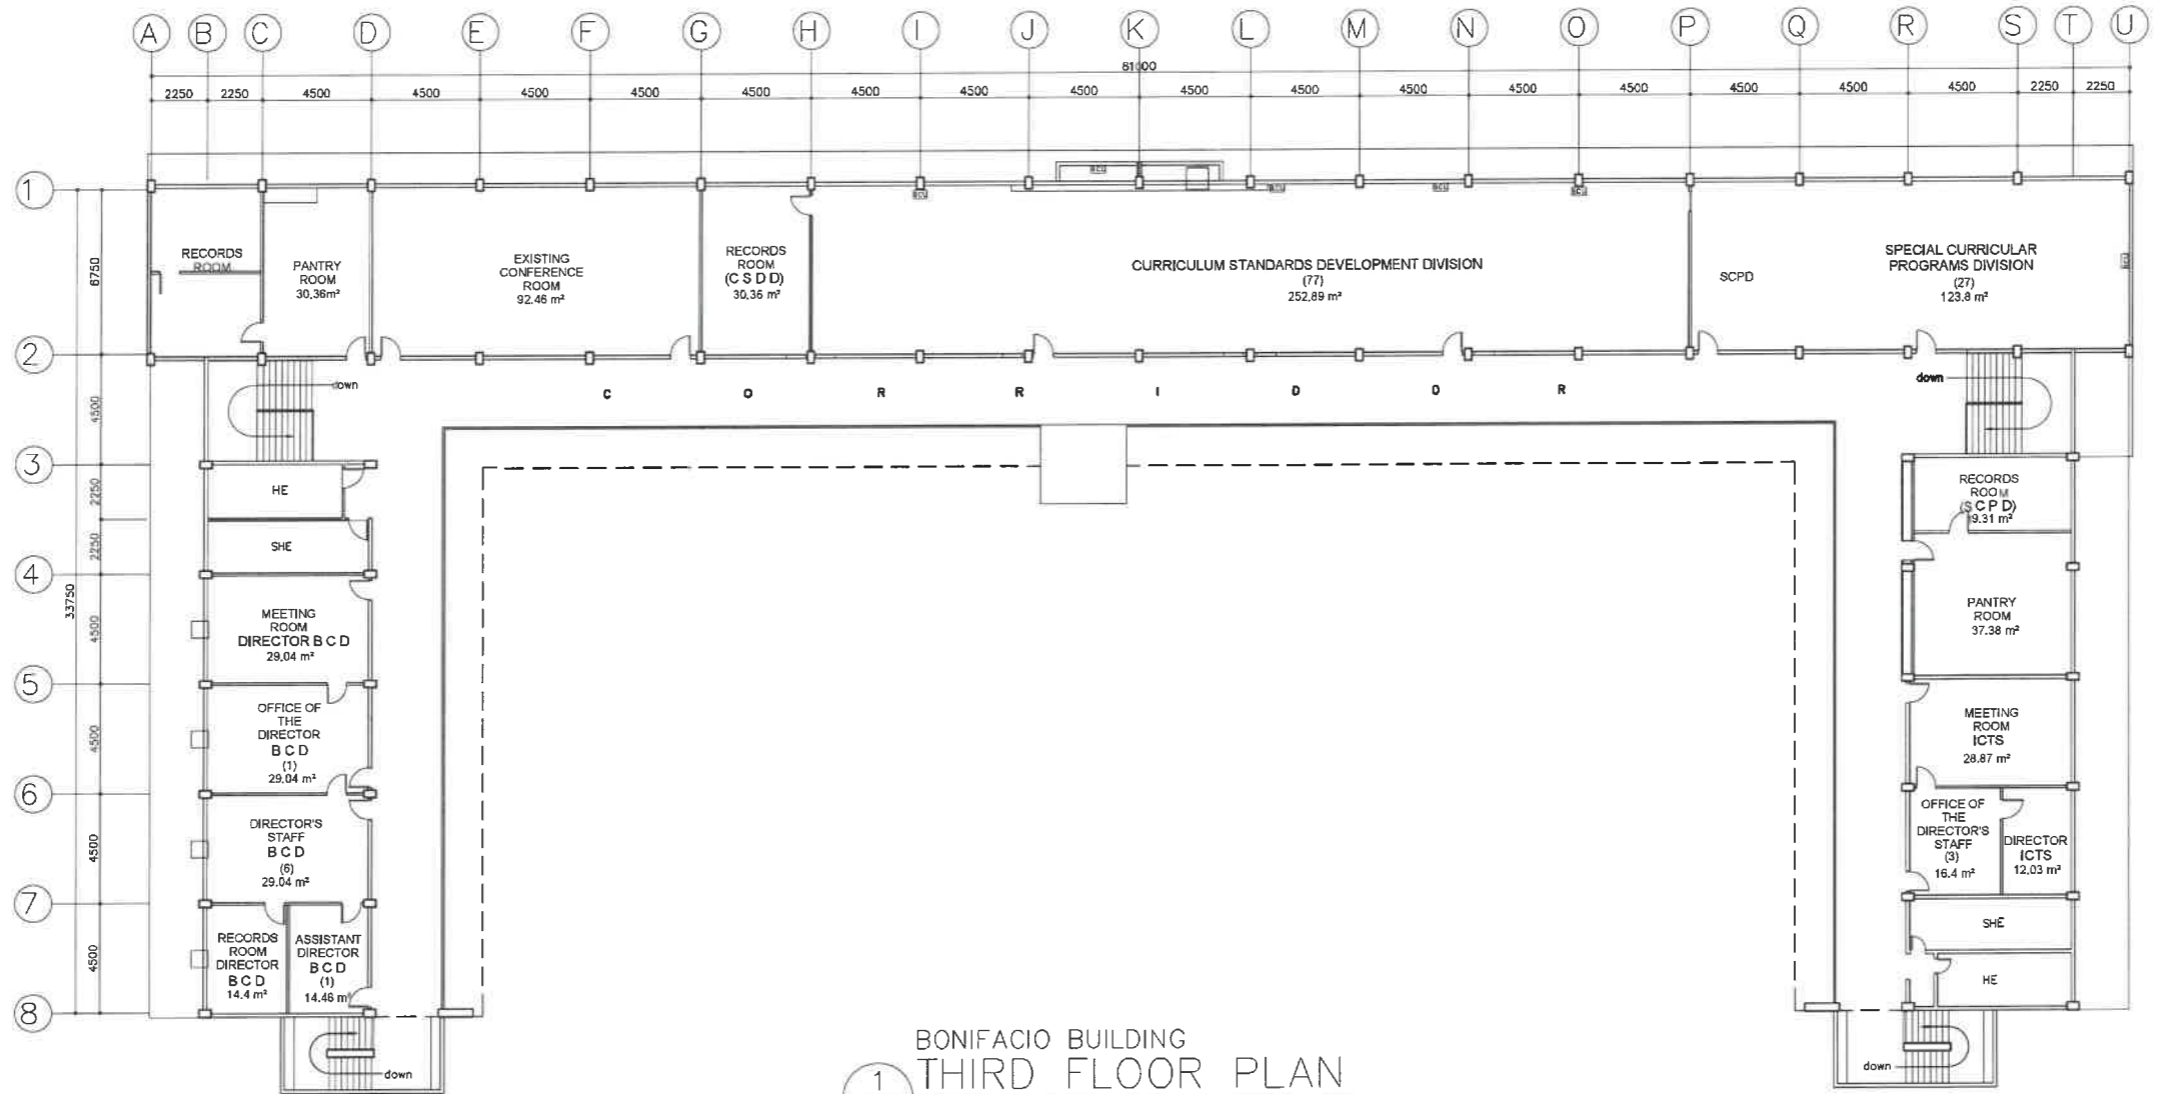 A B C D E F G H I J K L M N O P Q R S T U
81000
2250 2250 4500 4500 4500 4500 4500 4500 4500 4500 4500 4500 4500 4500 4500 4500 4500 4500 2250 2250
1
2
3
4
5
6
7
8
6750
4500
2250
2250
4500
4500
4500
4500
33750
RECORDS
ROOM
PANTRY
ROOM
30.36m²
EXISTING
CONFERENCE
ROOM
92.46 m²
RECORDS
ROOM
(C S D D)
30.36 m²
CURRICULUM STANDARDS DEVELOPMENT DIVISION
(77)
252.89 m²
SCPD
SPECIAL CURRICULAR
PROGRAMS DIVISION
(27)
123.8 m²
down
C O R R I D O R
down
HE
SHE
MEETING
ROOM
DIRECTOR B C D
29.04 m²
OFFICE OF
THE
DIRECTOR
B C D
(1)
29.04 m²
DIRECTOR'S
STAFF
B C D
(6)
29.04 m²
RECORDS
ROOM
DIRECTOR
B C D
14.4 m²
ASSISTANT
DIRECTOR
B C D
(1)
14.46 m²
down
RECORDS
ROOM
(S C P D)
9.31 m²
PANTRY
ROOM
37.38 m²
MEETING
ROOM
ICTS
28.87 m²
OFFICE OF
THE
DIRECTOR'S
STAFF
(3)
16.4 m²
DIRECTOR
ICTS
12.03 m²
SHE
HE
down
1
BONIFACIO BUILDING
THIRD FLOOR PLAN